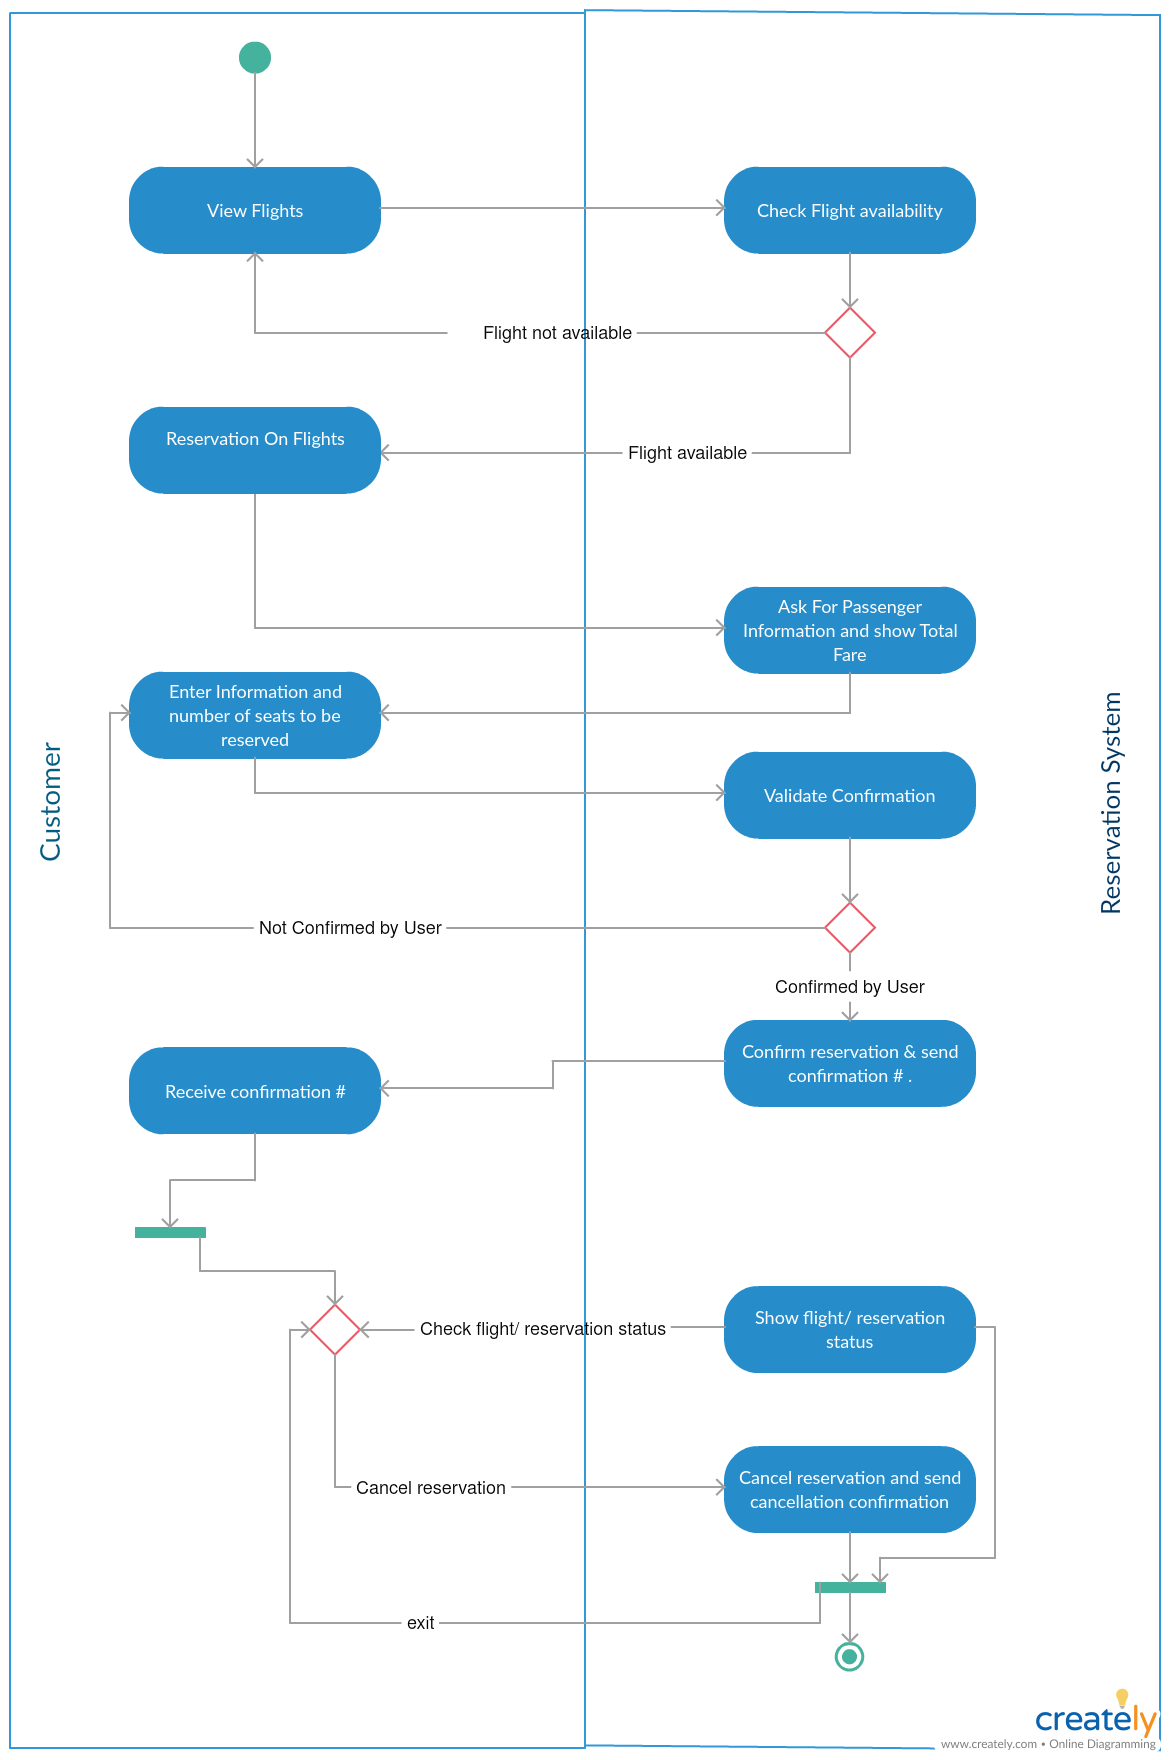 View Flights
Check Flight availability
Flight not available
Reservation On Flights
Flight available
Ask For Passenger
Information and show Total
Fare
Enter Information and
number of seats to be
reserved
Customer
Reservation System
Validate Confirmation
Not Confirmed by User
Confirmed by User
Confirm reservation & send
confirmation # .
Receive confirmation #
Check flight/ reservation status
Show flight/ reservation
status
Cancel reservation
Cancel reservation and send
cancellation confirmation
exit
creately
www.creately.com • Online Diagramming